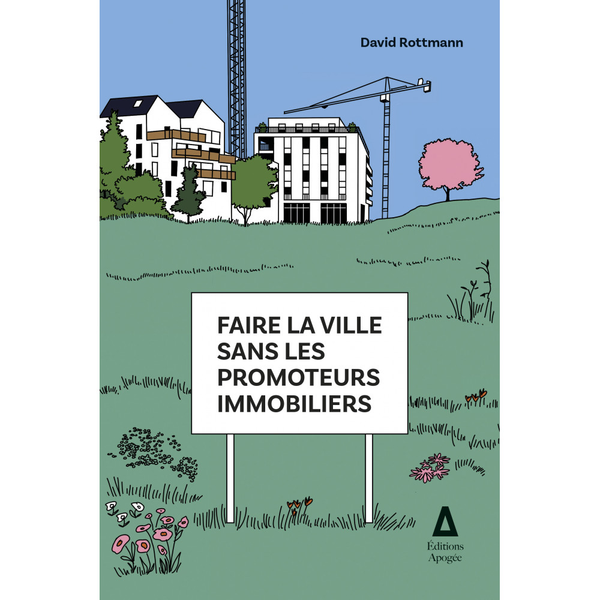 David Rottmann
FAIRE LA VILLE
SANS LES
PROMOTEURS
IMMOBILIERS
Éditions
Apogée